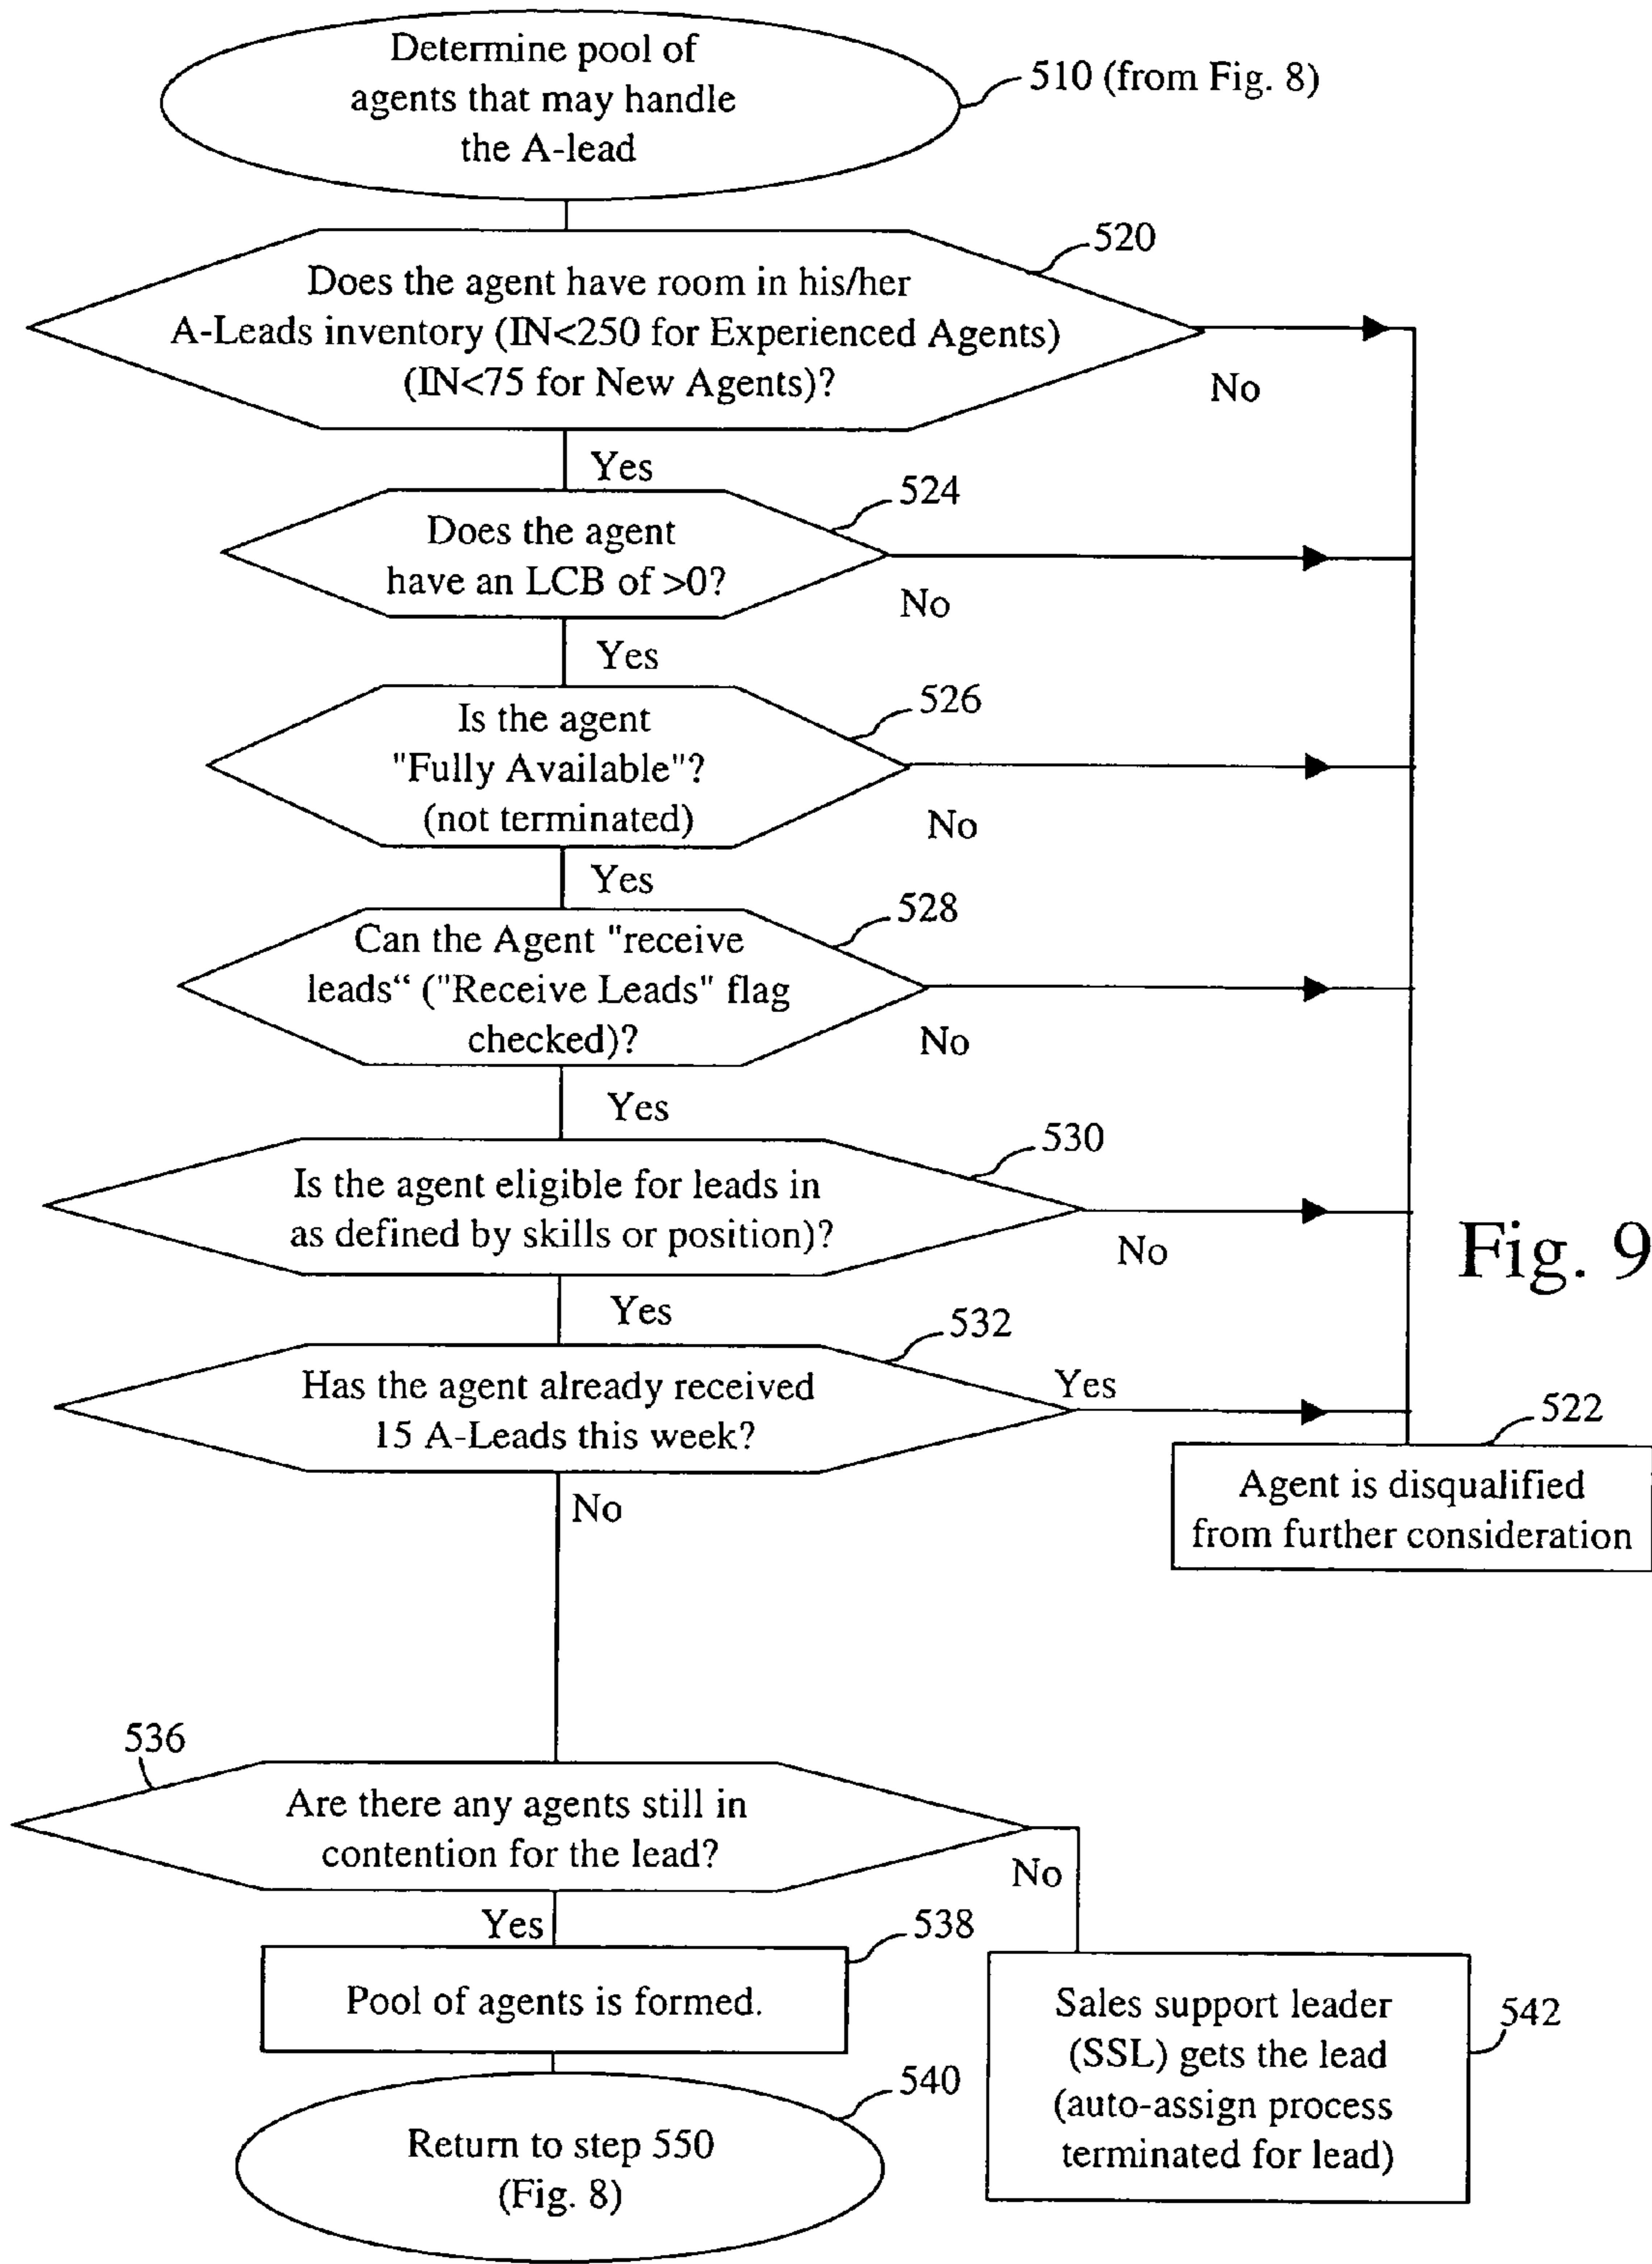 Determine pool of
agents that may handle
the A-lead
510 (from Fig. 8)
520
Does the agent have room in his/her
A-Leads inventory (IN<250 for Experienced Agents)
(IN<75 for New Agents)?
No
Yes
524
Does the agent
have an LCB of >0?
No
Yes
526
Is the agent
"Fully Available"?
(not terminated)
No
Yes
528
Can the Agent "receive
leads“ ("Receive Leads" flag
checked)?
No
Yes
530
Is the agent eligible for leads in
as defined by skills or position)?
No
Fig. 9
Yes
532
Has the agent already received
15 A-Leads this week?
Yes
522
Agent is disqualified
from further consideration
No
536
Are there any agents still in
contention for the lead?
No
Yes
538
Pool of agents is formed.
Sales support leader
(SSL) gets the lead
(auto-assign process
terminated for lead)
542
540
Return to step 550
(Fig. 8)